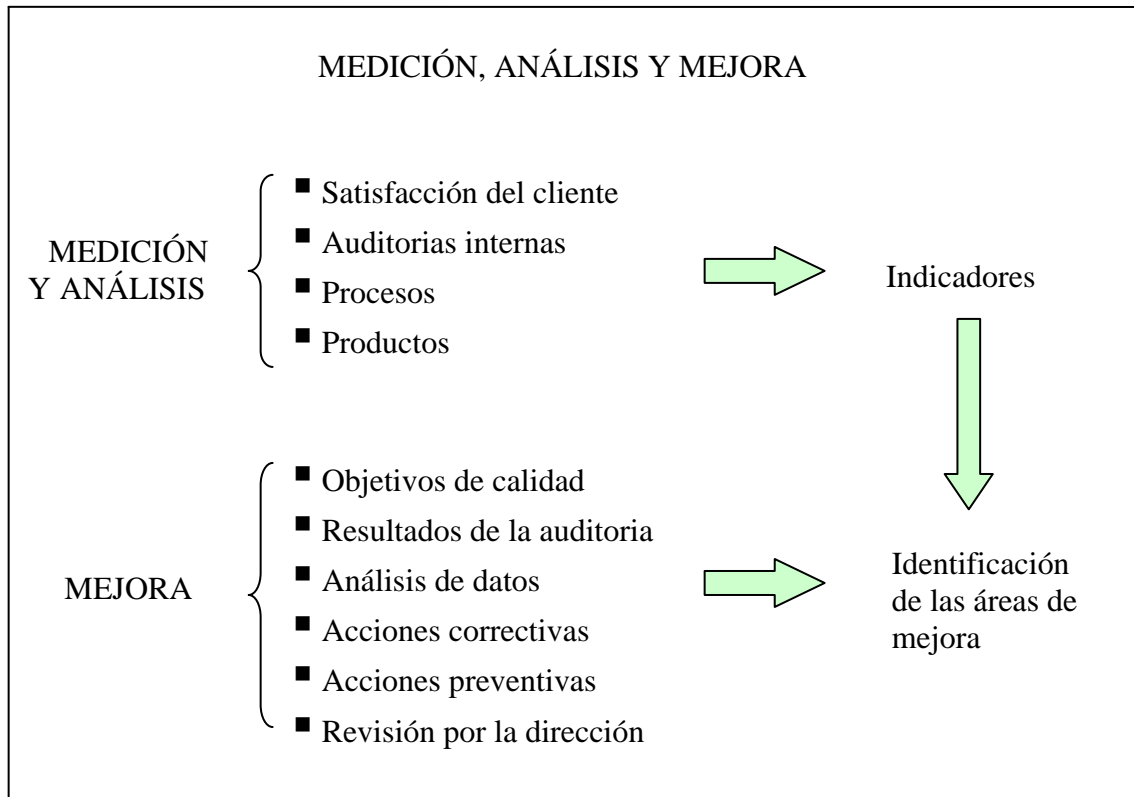 MEDICIÓN, ANÁLISIS Y MEJORA
MEDICIÓN
Y ANÁLISIS
Satisfacción del cliente
Auditorias internas
Procesos
Productos
Indicadores
MEJORA
Objetivos de calidad
Resultados de la auditoria
Análisis de datos
Acciones correctivas
Acciones preventivas
Revisión por la dirección
Identificación
de las áreas de
mejora